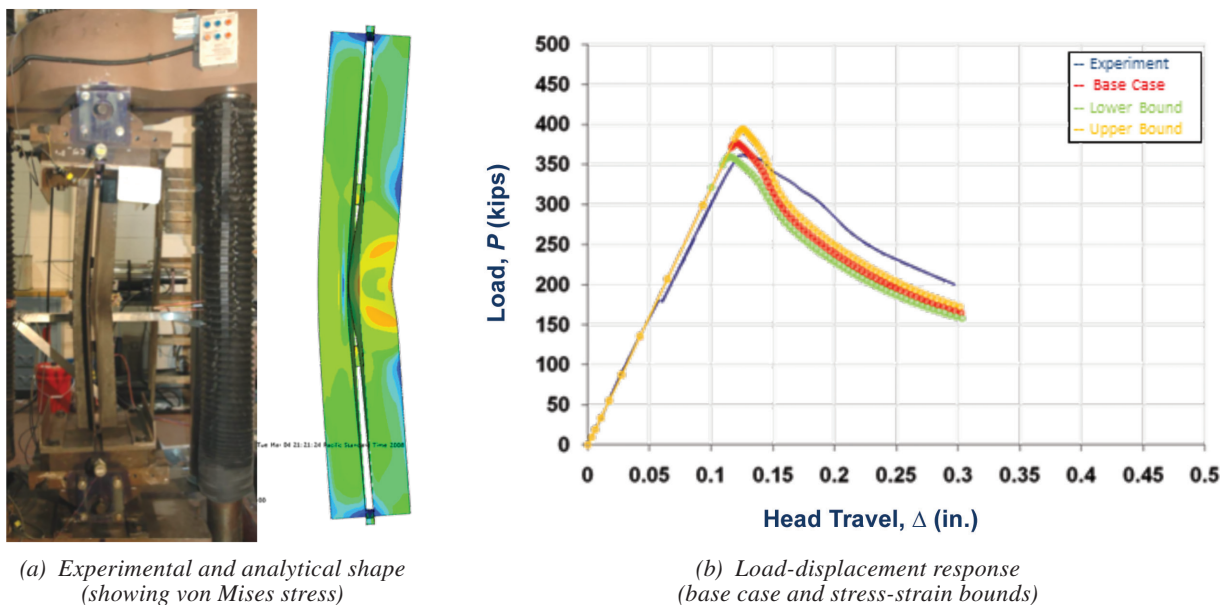 Tue Mar 04 21:21:24 Pacific Standard Time 2008
00
500
450
400
350
300
250
200
150
100
50
0
Load, P (kips)
0 0.05 0.1 0.15 0.2 0.25 0.3 0.35 0.4 0.45 0.5
Head Travel, Δ (in.)
Experiment
Base Case
Lower Bound
Upper Bound
(a) Experimental and analytical shape
(showing von Mises stress)
(b) Load-displacement response
(base case and stress-strain bounds)